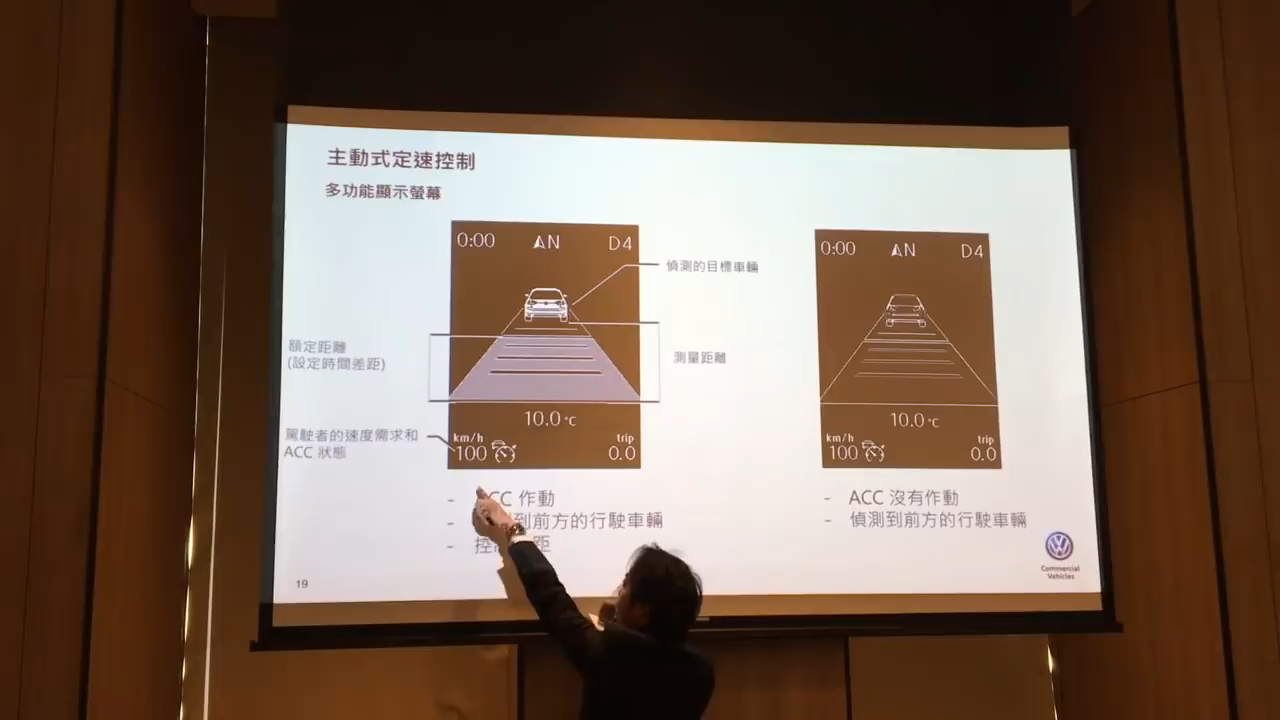 主動式定速控制
多功能顯示螢幕
0:00 N D4
偵測的目標車輛
額定距離
(設定時間差距)
測量距離
10.0°C
駕駛者的速度需求和
ACC 狀態
km/h trip
100 0.0
- CC 作動
- 到前方的行駛車輛
- 控 距
0:00 N D4
10.0°C
km/h trip
100 0.0
- ACC 沒有作動
- 偵測到前方的行駛車輛
19
Commercial
Vehicles